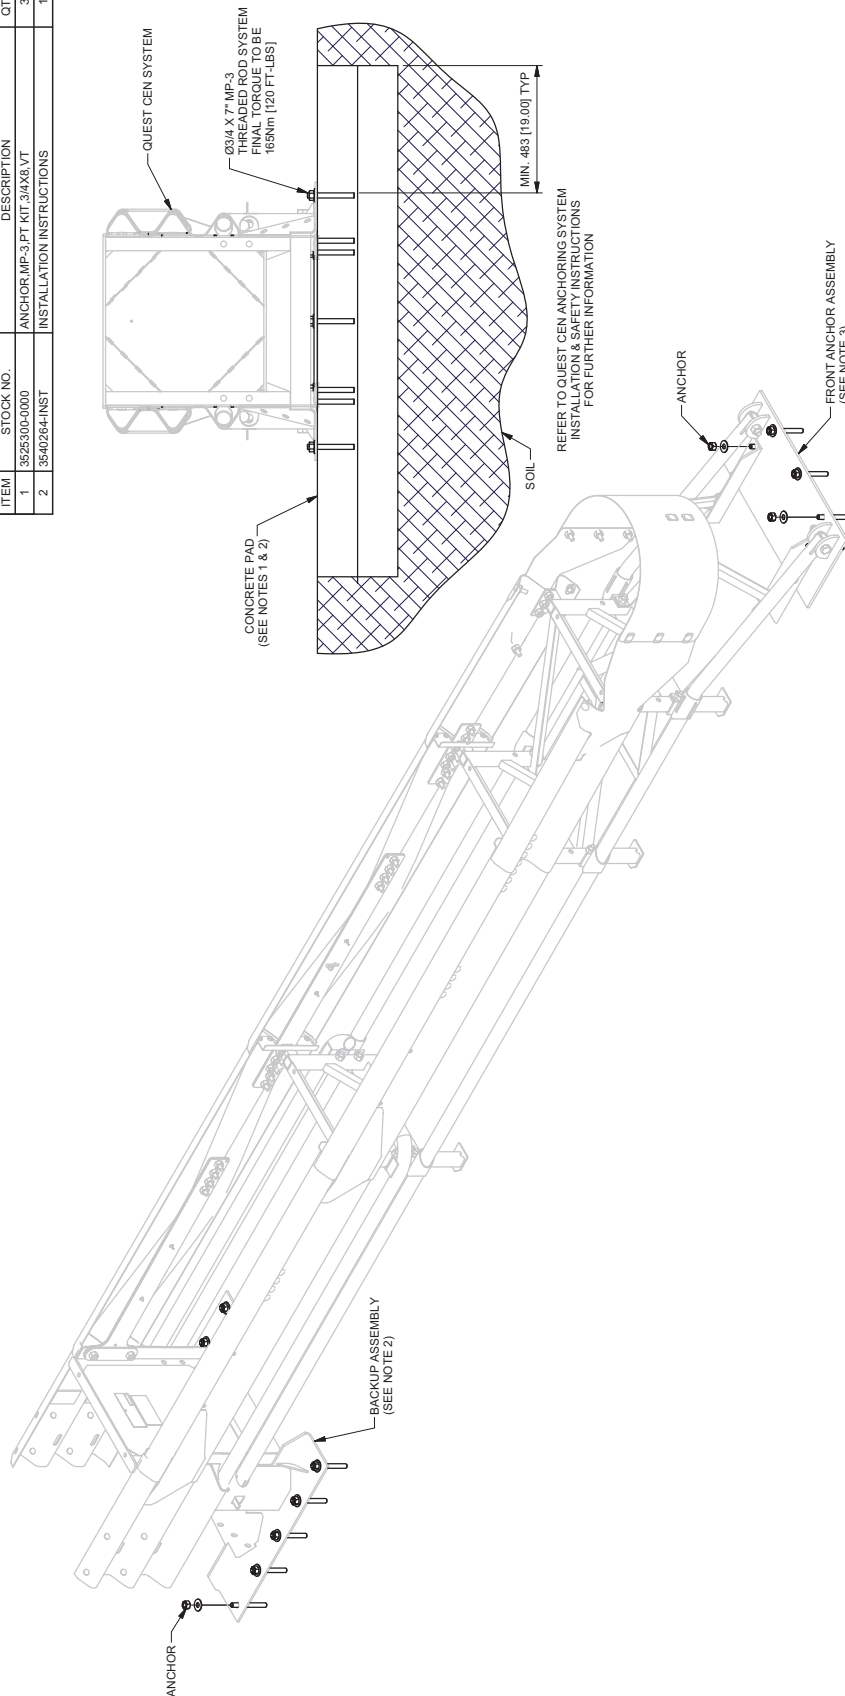 ITEM STOCK NO. DESCRIPTION
1 3525300-0000 ANCHOR,MP-3,PT KIT,3/4X8,VT
2 3540264-INST INSTALLATION INSTRUCTIONS
QUEST CEN SYSTEM
Ø3/4 X 7" MP-3
THREADED ROD SYSTEM
FINAL TORQUE TO BE
165Nm [120 FT-LBS]
MIN. 483 [19.00] TYP
CONCRETE PAD
(SEE NOTES 1 & 2)
SOIL
REFER TO QUEST CEN ANCHORING SYSTEM
INSTALLATION & SAFETY INSTRUCTIONS
FOR FURTHER INFORMATION
ANCHOR
FRONT ANCHOR ASSEMBLY
(SEE NOTE 3)
BACKUP ASSEMBLY
(SEE NOTE 2)
ANCHOR